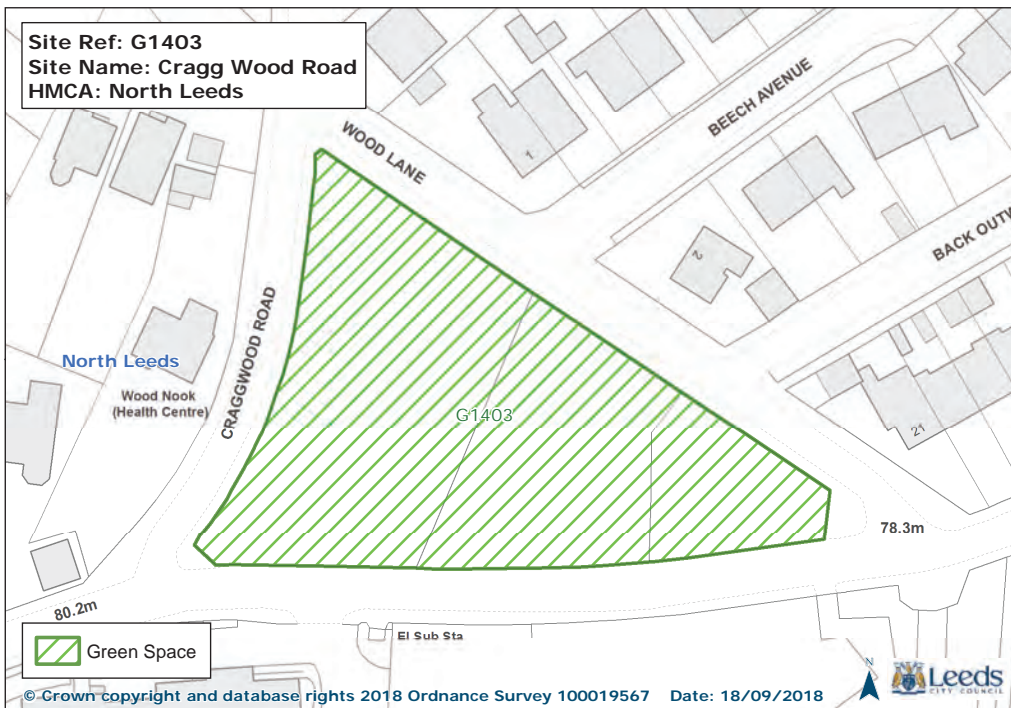 Site Ref: G1403
Site Name: Cragg Wood Road
HMCA: North Leeds
WOOD LANE
1
BEECH AVENUE
2
BACK OUTW
CRAGGWOOD ROAD
North Leeds
Wood Nook
(Health Centre)
G1403
21
78.3m
80.2m
El Sub Sta
Green Space
N
Leeds
CITY COUNCIL
© Crown copyright and database rights 2018 Ordnance Survey 100019567 Date: 18/09/2018